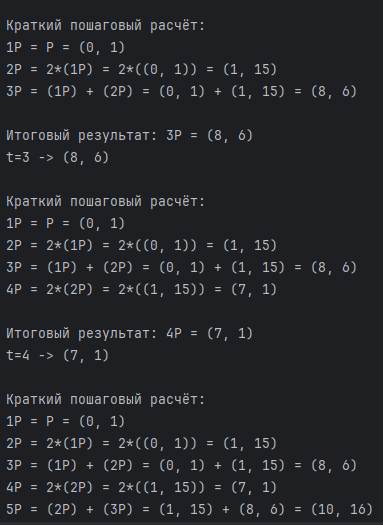 Краткий пошаговый расчёт:
1P = P = (0, 1)
2P = 2*(1P) = 2*((0, 1)) = (1, 15)
3P = (1P) + (2P) = (0, 1) + (1, 15) = (8, 6)
Итоговый результат: 3P = (8, 6)
t=3 -> (8, 6)
Краткий пошаговый расчёт:
1P = P = (0, 1)
2P = 2*(1P) = 2*((0, 1)) = (1, 15)
3P = (1P) + (2P) = (0, 1) + (1, 15) = (8, 6)
4P = 2*(2P) = 2*((1, 15)) = (7, 1)
Итоговый результат: 4P = (7, 1)
t=4 -> (7, 1)
Краткий пошаговый расчёт:
1P = P = (0, 1)
2P = 2*(1P) = 2*((0, 1)) = (1, 15)
3P = (1P) + (2P) = (0, 1) + (1, 15) = (8, 6)
4P = 2*(2P) = 2*((1, 15)) = (7, 1)
5P = (2P) + (3P) = (1, 15) + (8, 6) = (10, 16)